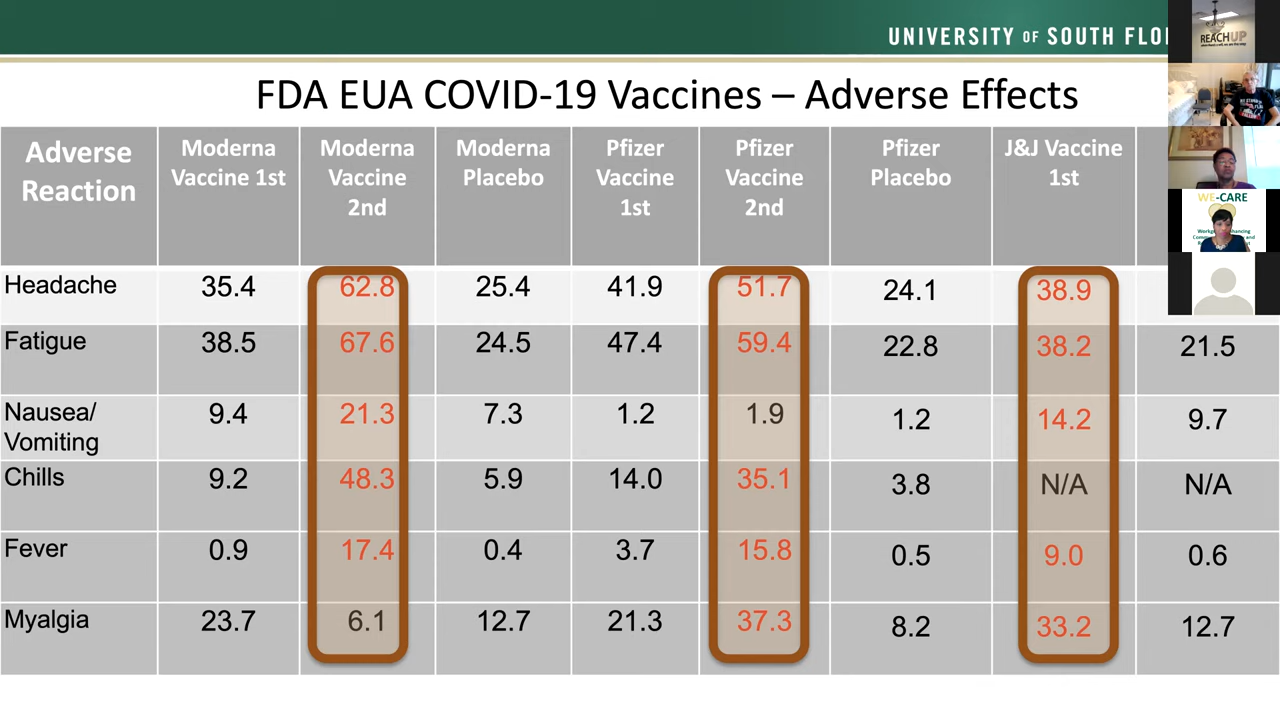 UNIVERSITY OF SOUTH FLO
REACHUP
WE-CARE
FDA EUA COVID-19 Vaccines – Adverse Effects
Adverse Reaction
Moderna Vaccine 1st
Moderna Vaccine 2nd
Moderna Placebo
Pfizer Vaccine 1st
Pfizer Vaccine 2nd
Pfizer Placebo
J&J Vaccine 1st
Headache 35.4 62.8 25.4 41.9 51.7 24.1 38.9
Fatigue 38.5 67.6 24.5 47.4 59.4 22.8 38.2 21.5
Nausea/ Vomiting 9.4 21.3 7.3 1.2 1.9 1.2 14.2 9.7
Chills 9.2 48.3 5.9 14.0 35.1 3.8 N/A N/A
Fever 0.9 17.4 0.4 3.7 15.8 0.5 9.0 0.6
Myalgia 23.7 6.1 12.7 21.3 37.3 8.2 33.2 12.7